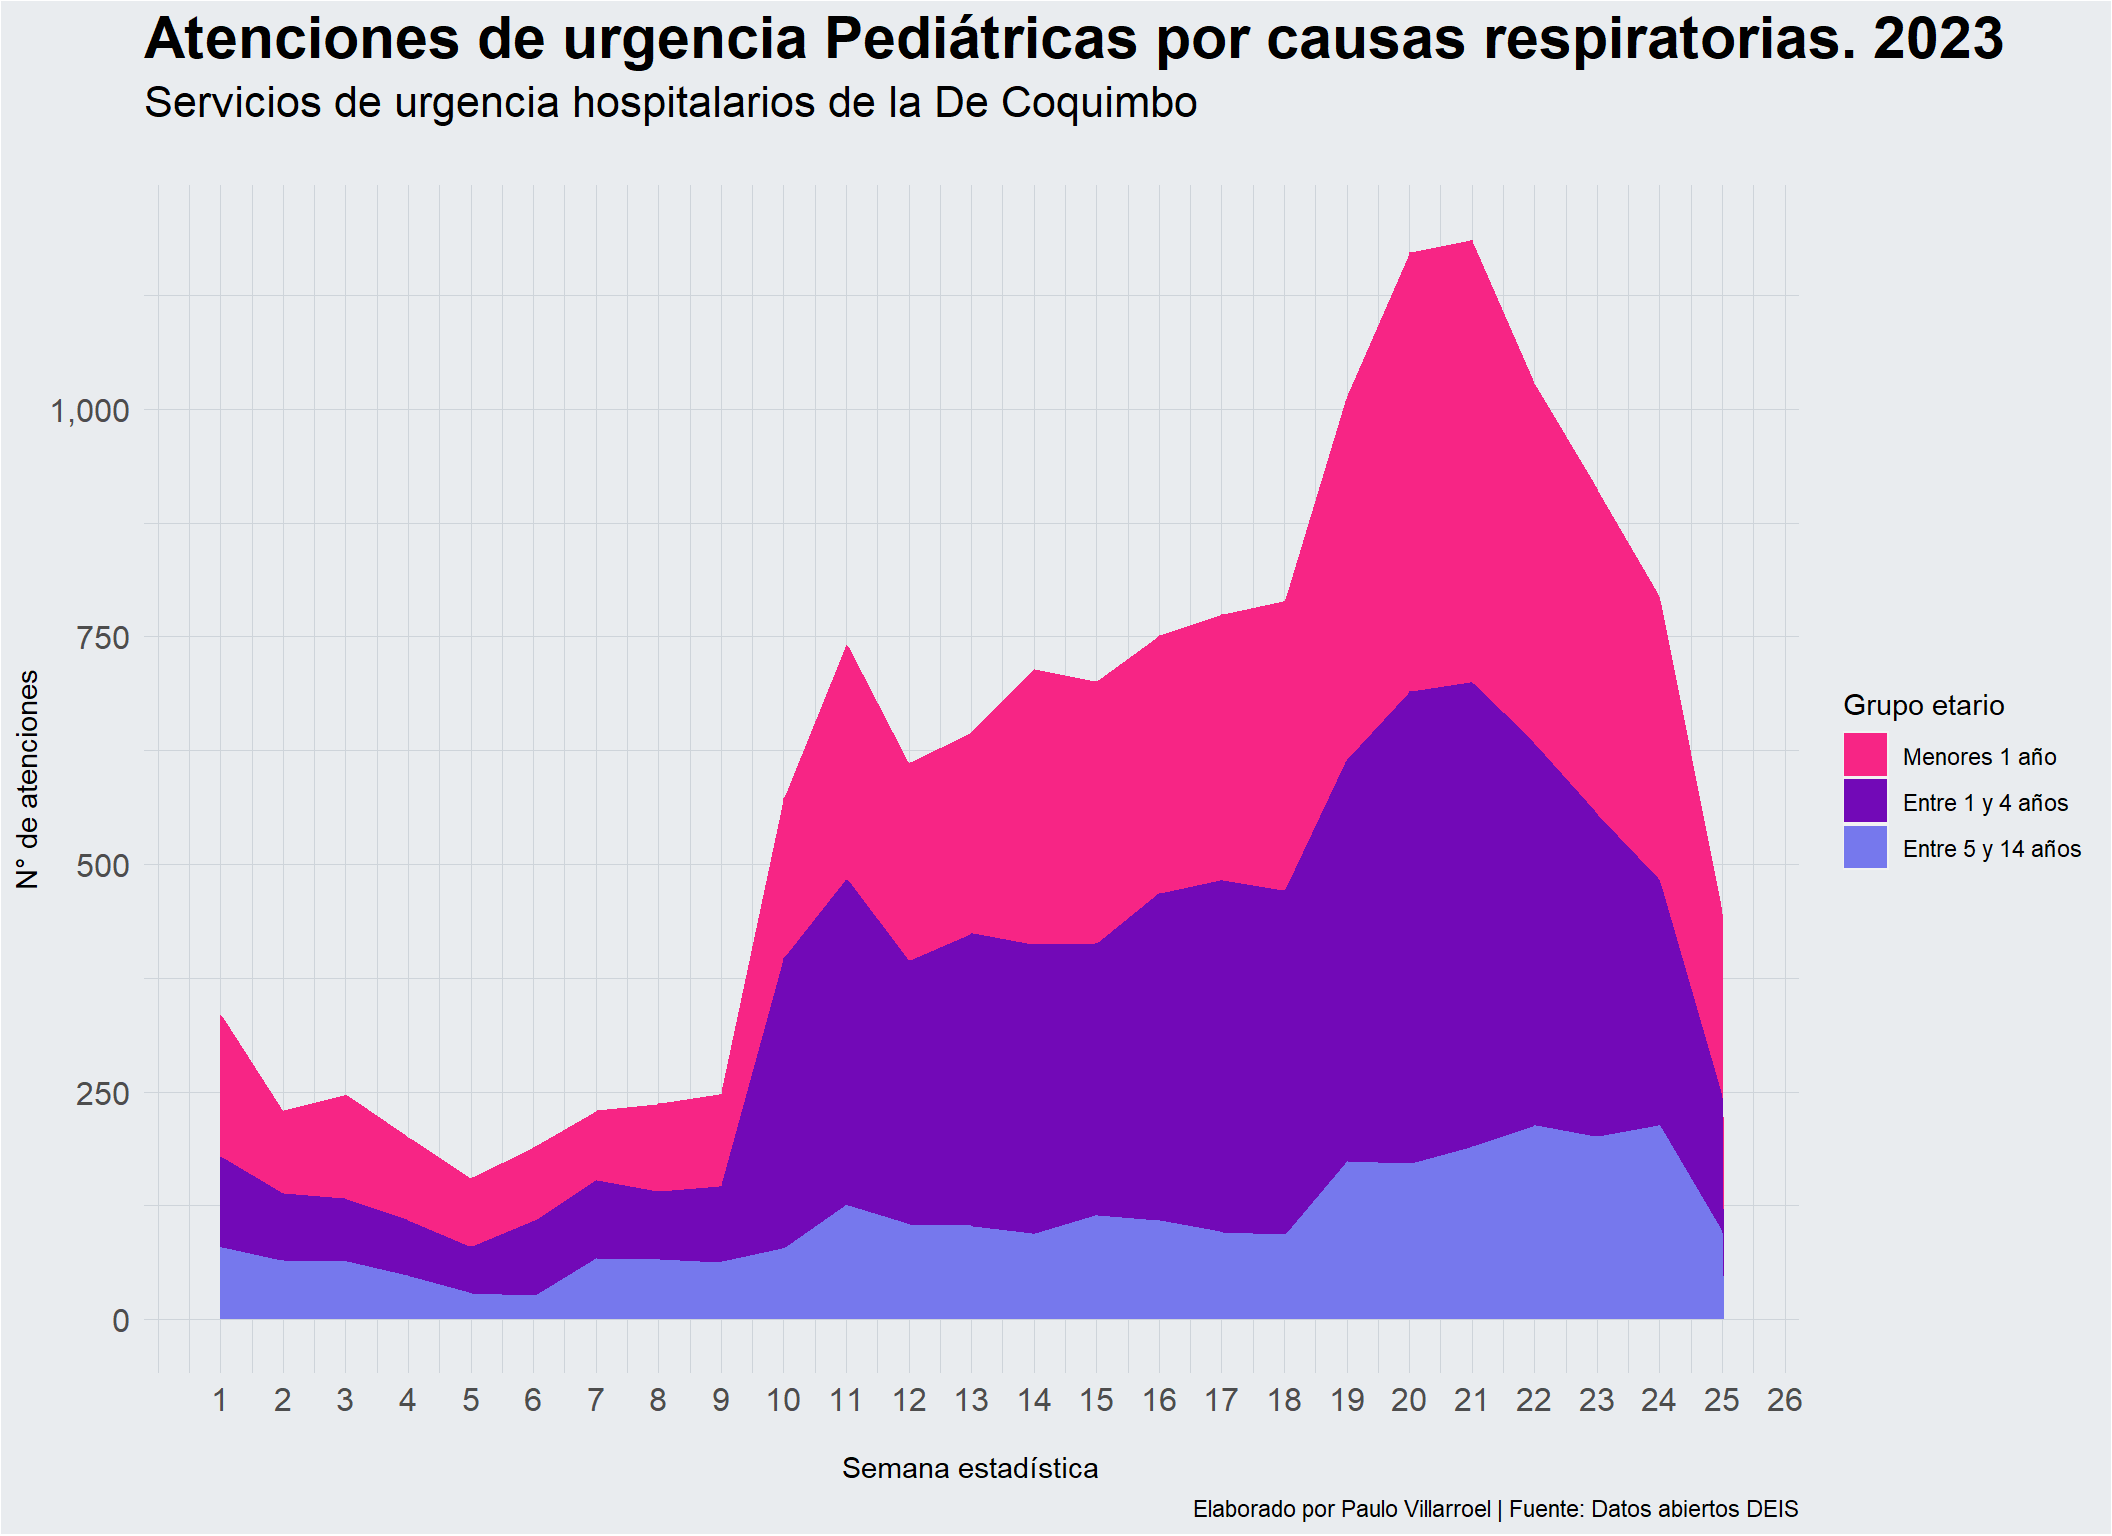 Atenciones de urgencia Pediátricas por causas respiratorias. 2023
Servicios de urgencia hospitalarios de la De Coquimbo
N° de atenciones
1,000
750
500
250
0
1 2 3 4 5 6 7 8 9 10 11 12 13 14 15 16 17 18 19 20 21 22 23 24 25 26
Semana estadística
Grupo etario
Menores 1 año
Entre 1 y 4 años
Entre 5 y 14 años
Elaborado por Paulo Villarroel | Fuente: Datos abiertos DEIS